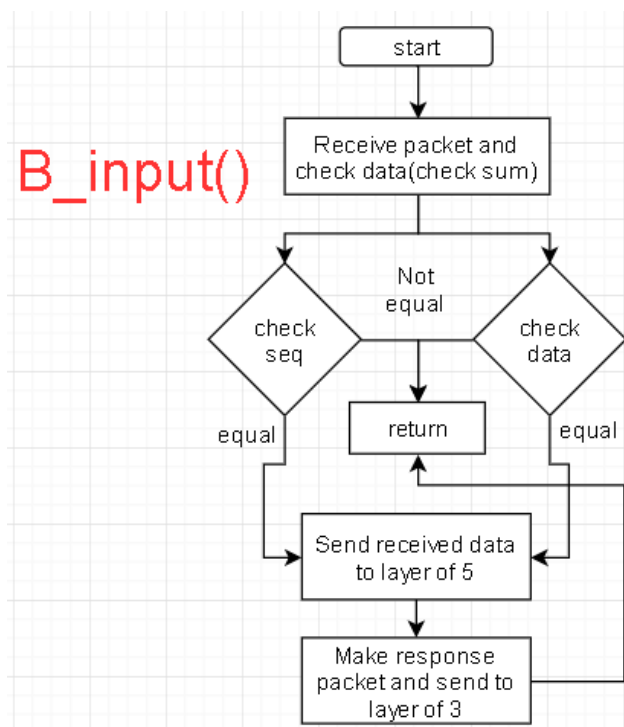 start
Receive packet and
check data(check sum)
B_input()
Not
equal
check
seq
check
data
equal
return
equal
Send received data
to layer of 5
Make response
packet and send to
layer of 3